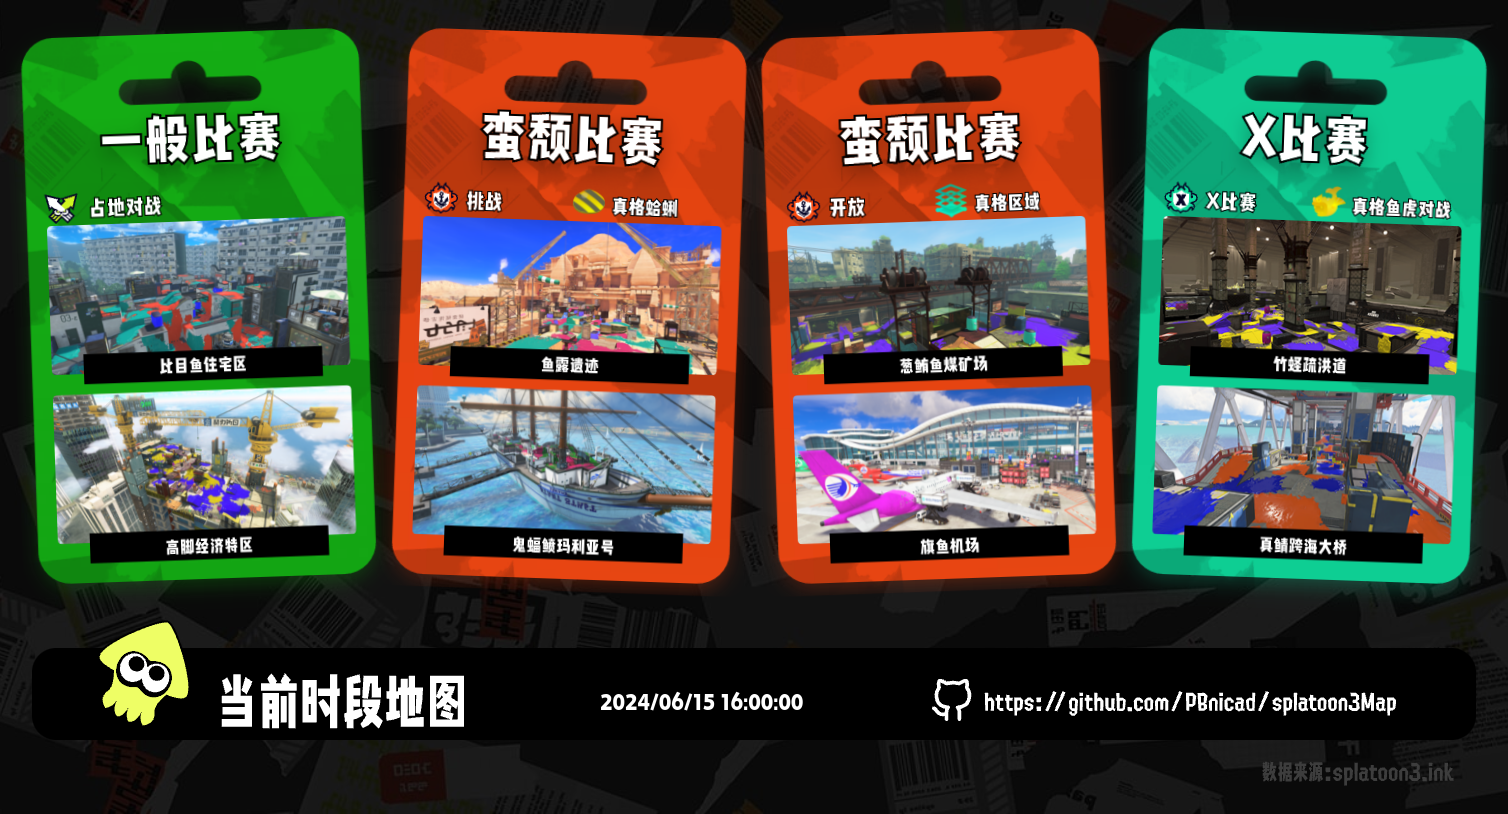 一般比赛
占地对战
比目鱼住宅区
高脚经济特区
蛮颓比赛
挑战
真格蛤蜊
鱼露遗迹
鬼蝠鲼玛利亚号
蛮颓比赛
开放
真格区域
葱鲔鱼煤矿场
旗鱼机场
X比赛
X比赛
真格鱼虎对战
竹蛏疏洪道
真鲭跨海大桥
当前时段地图
2024/06/15 16:00:00
https://github.com/PBnicad/splatoon3Map
数据来源:splatoon3.ink